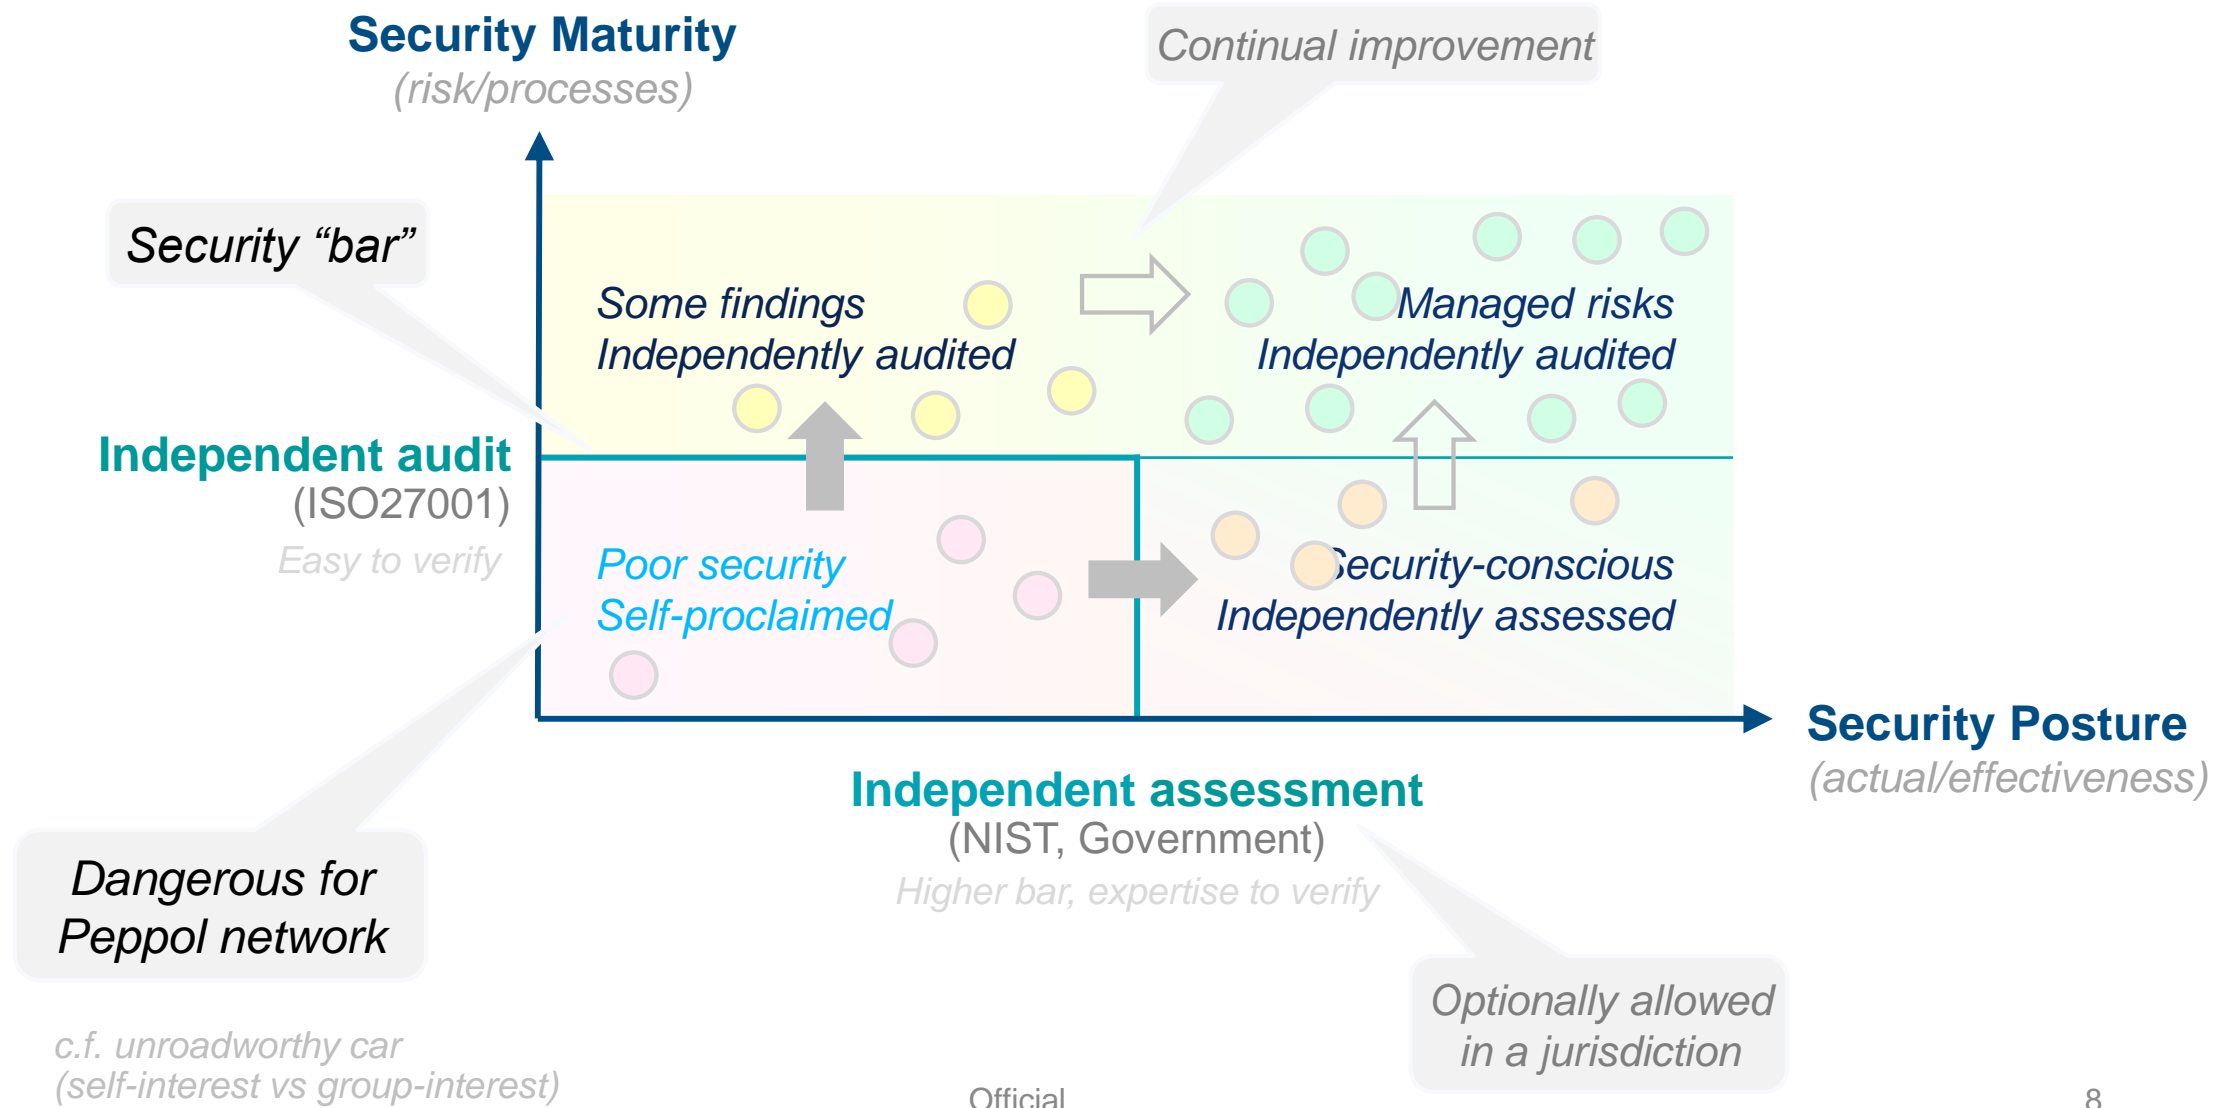 Security Maturity
(risk/processes)
Continual improvement
Security “bar”
Some findings
Independently audited
Managed risks
Independently audited
Independent audit
(ISO27001)
Easy to verify
Poor security
Self-proclaimed
Security-conscious
Independently assessed
Security Posture
(actual/effectiveness)
Independent assessment
(NIST, Government)
Higher bar, expertise to verify
Dangerous for
Peppol network
Optionally allowed
in a jurisdiction
c.f. unroadworthy car
(self-interest vs group-interest)
Official
8